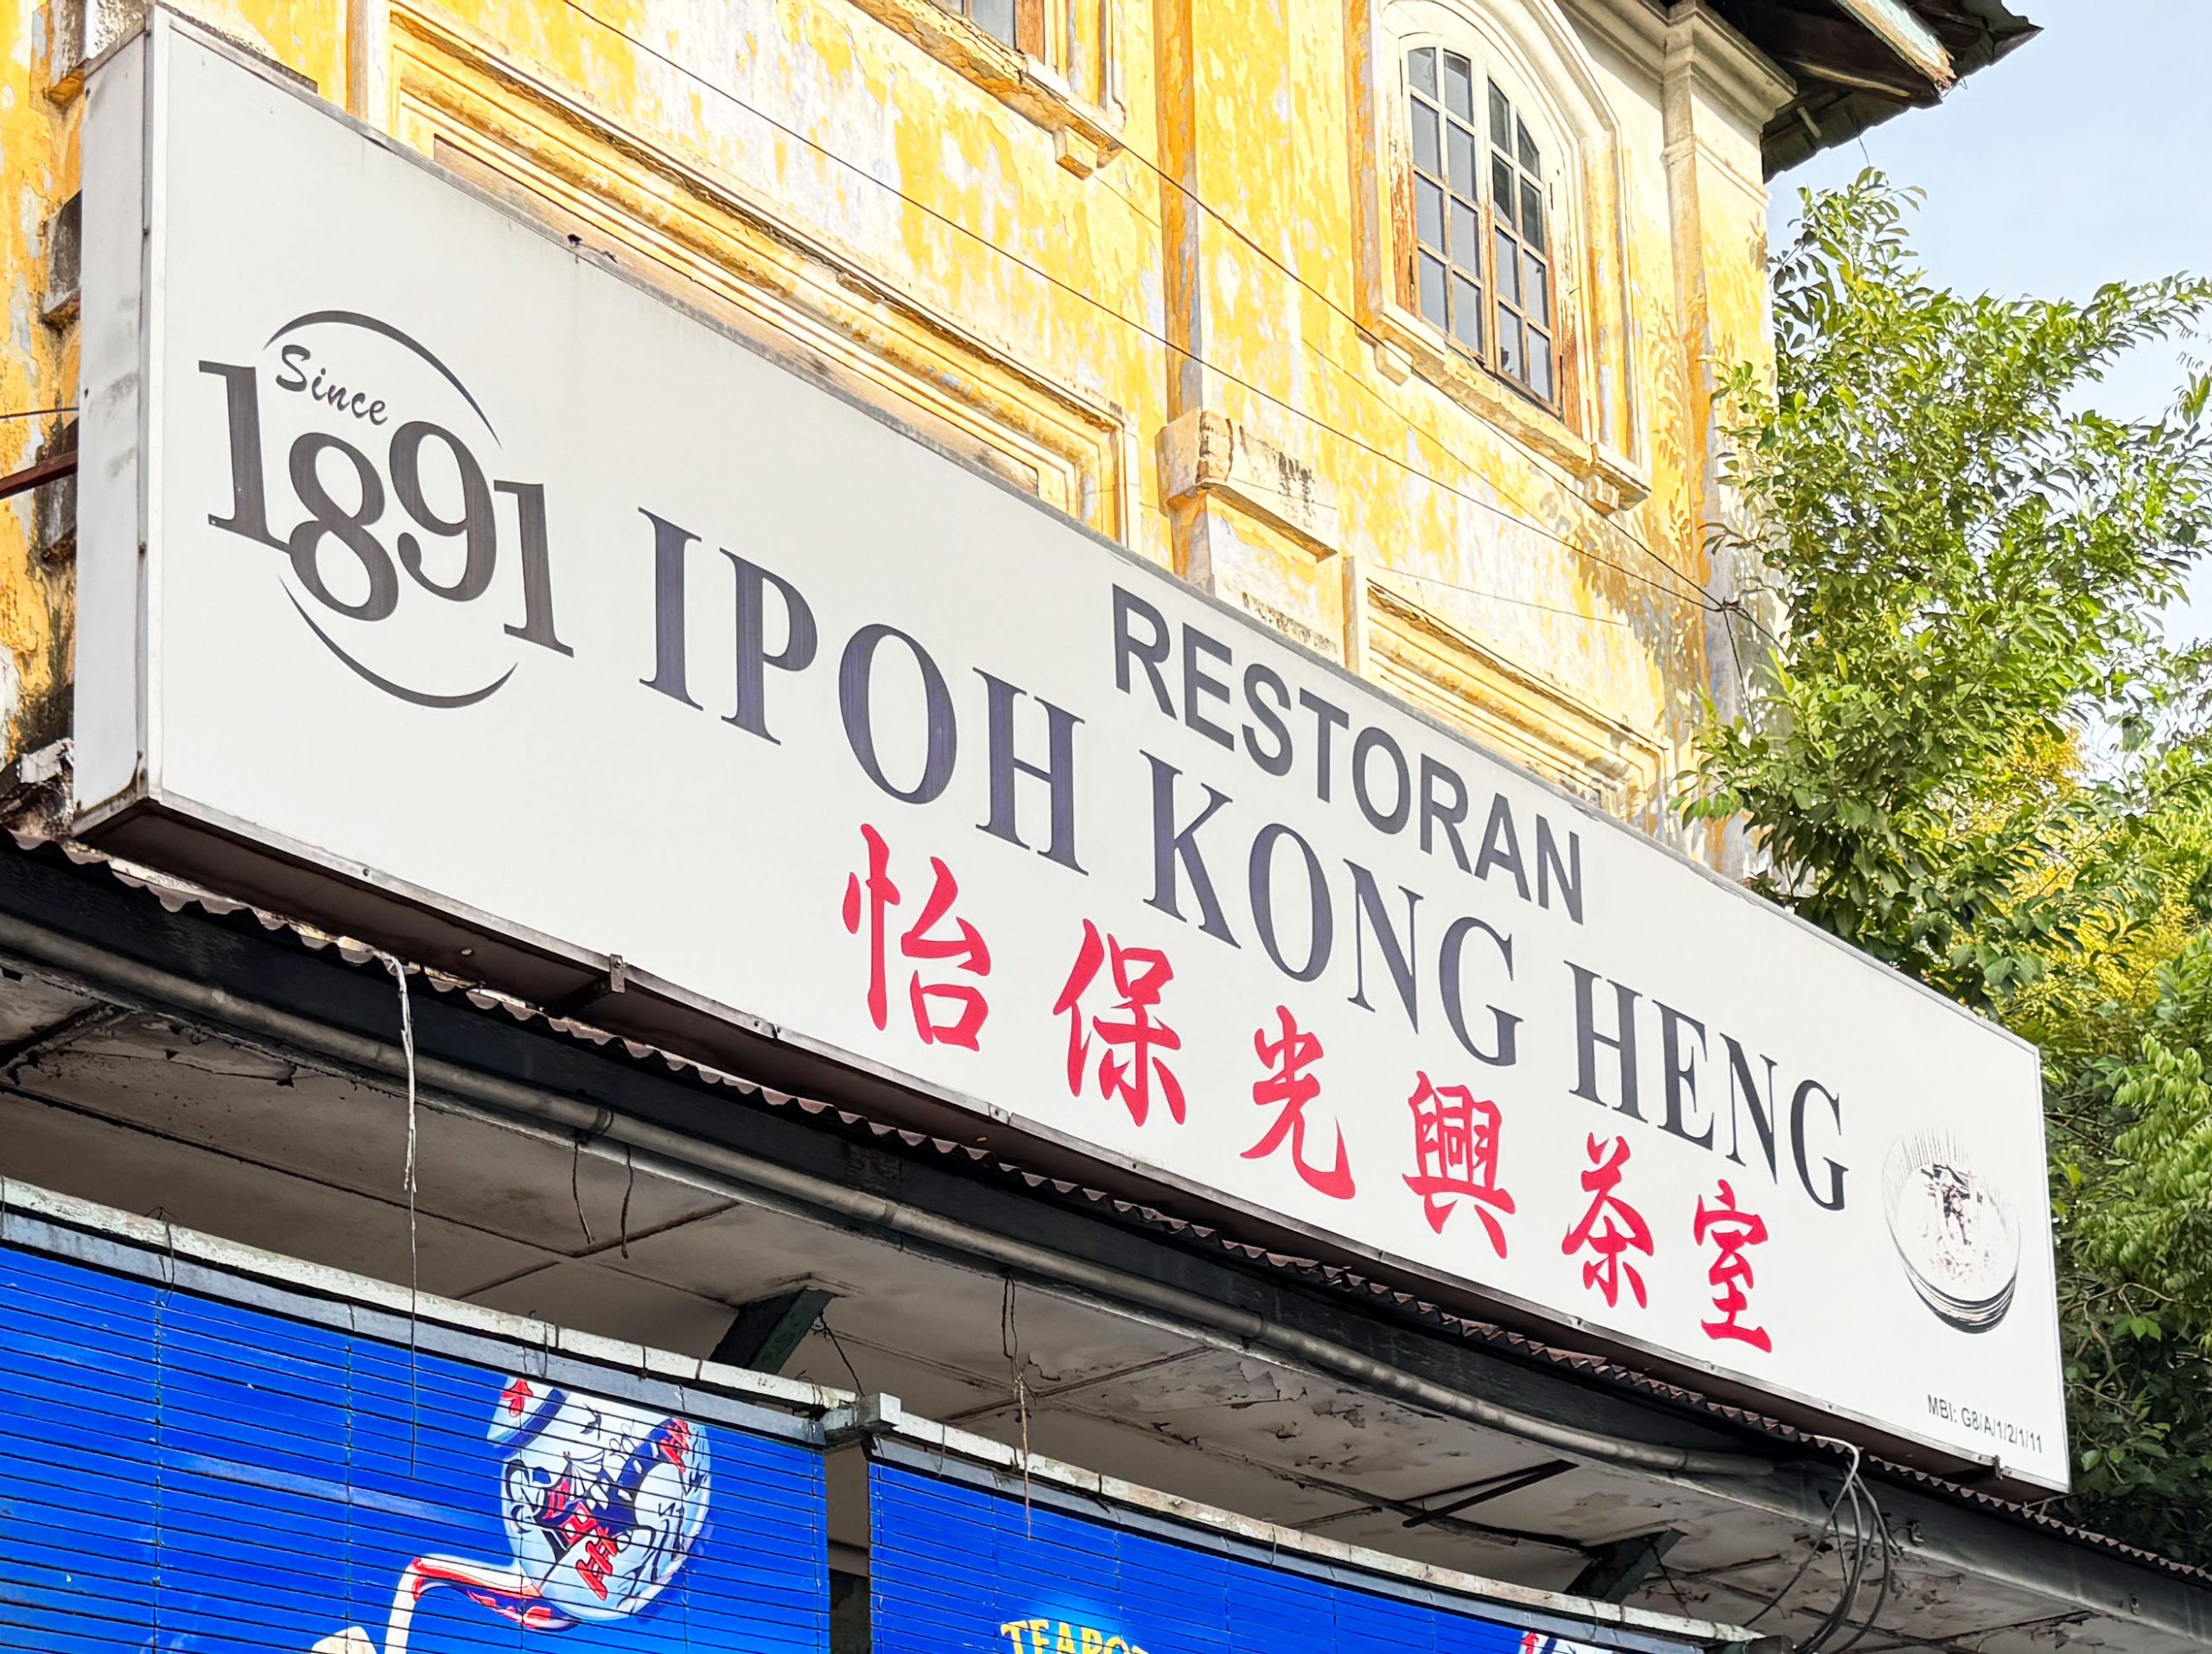 Since
1891
RESTORAN
IPOH KONG HENG
怡保光興茶室
MBI: G8/A/1/2/1/11